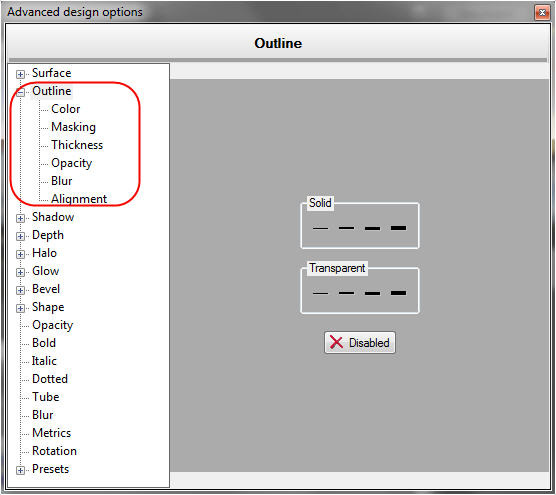 Advanced design options
Outline
Surface
Outline
Color
Masking
Thickness
Opacity
Blur
Alignment
Shadow
Depth
Halo
Glow
Bevel
Shape
Opacity
Bold
Italic
Dotted
Tube
Blur
Metrics
Rotation
Presets
Solid
Transparent
Disabled